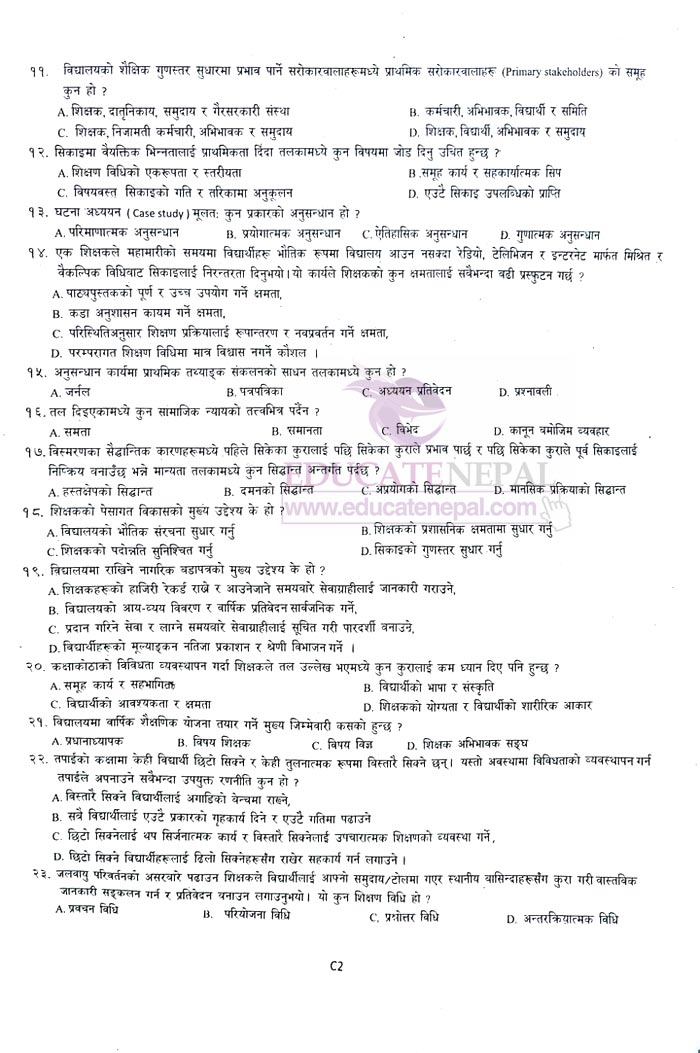 ११. विद्यालयको शैक्षिक गुणस्तर सुधारमा प्रभाव पार्ने सरोकारवालाहरूमध्ये प्राथमिक सरोकारवालाहरू (Primary stakeholders) को समूह
कुन हो ?
A. शिक्षक, दातृनिकाय, समुदाय र गैरसरकारी संस्था B. कर्मचारी, अभिभावक, विद्यार्थी र समिति
C. शिक्षक, निजामती कर्मचारी, अभिभावक र समुदाय D. शिक्षक, विद्यार्थी, अभिभावक र समुदाय
१२. सिकाइमा वैयक्तिक भिन्नतालाई प्राथमिकता दिँदा तलकामध्ये कुन विषयमा जोड दिनु उचित हुन्छ ?
A. शिक्षण विधिको एकरूपता र स्तरीयता B. समूह कार्य र सहकार्यात्मक सिप
C. विषयवस्तु सिकाइको गति र तरिकामा अनुकूलन D. एउटै सिकाइ उपलब्धिको प्राप्ति
१३. घटना अध्ययन (Case study) मूलतः कुन प्रकारको अनुसन्धान हो ?
A. परिमाणात्मक अनुसन्धान B. प्रयोगात्मक अनुसन्धान C. ऐतिहासिक अनुसन्धान D. गुणात्मक अनुसन्धान
१४. एक शिक्षकले महामारीको समयमा विद्यार्थीहरू भौतिक रूपमा विद्यालय आउन नसक्दा रेडियो, टेलिभिजन र इन्टरनेट मार्फत मिश्रित र
वैकल्पिक विधिबाट सिकाइलाई निरन्तरता दिनुभयो। यो कार्यले शिक्षकको कुन क्षमतालाई सबैभन्दा बढी प्रस्फुटन गर्छ ?
A. पाठ्यपुस्तकको पूर्ण र उच्च उपयोग गर्ने क्षमता,
B. कडा अनुशासन कायम गर्ने क्षमता,
C. परिस्थितिअनुसार शिक्षण प्रक्रियालाई रूपान्तरण र नवप्रवर्तन गर्ने क्षमता,
D. परम्परागत शिक्षण विधिमा मात्र विश्वास नगर्ने कौशल ।
१५. अनुसन्धान कार्यमा प्राथमिक तथ्याङ्क संकलनको साधन तलकामध्ये कुन हो ?
A. जर्नल B. पत्रपत्रिका C. अध्ययन प्रतिवेदन D. प्रश्नावली
१६. तल दिइएकामध्ये कुन सामाजिक न्यायको तत्त्वभित्र पर्दैन ?
A. समता B. समानता C. विभेद D. कानून बमोजिम व्यवहार
१७. विस्मरणका सैद्धान्तिक कारणहरूमध्ये पहिले सिकेका कुरालाई पछि सिकेका कुराले प्रभाव पार्छ र पछि सिकेका कुराले पूर्व सिकाइलाई
निष्क्रिय बनाउँछ भन्ने मान्यता तलकामध्ये कुन सिद्धान्त अन्तर्गत पर्दछ ?
EDUCATENEPAL
A. हस्तक्षेपको सिद्धान्त B. दमनको सिद्धान्त C. अप्रयोगको सिद्धान्त D. मानसिक प्रक्रियाको सिद्धान्त
www.educatenepal.com
१८. शिक्षकको पेसागत विकासको मुख्य उद्देश्य के हो ?
A. विद्यालयको भौतिक संरचना सुधार गर्नु B. शिक्षकको प्रशासनिक क्षमतामा सुधार गर्नु
C. शिक्षकको पदोन्नति सुनिश्चित गर्नु D. सिकाइको गुणस्तर सुधार गर्नु
१९. विद्यालयमा राखिने नागरिक वडापत्रको मुख्य उद्देश्य के हो ?
A. शिक्षकहरूको हाजिरी रेकर्ड राख्ने र आउनेजाने समयबारे सेवाग्राहीलाई जानकारी गराउने,
B. विद्यालयको आय-व्यय विवरण र वार्षिक प्रतिवेदन सार्वजनिक गर्ने,
C. प्रदान गरिने सेवा र लाग्ने समयबारे सेवाग्राहीलाई सूचित गरी पारदर्शी बनाउने,
D. विद्यार्थीहरूको मूल्याङ्कन नतिजा प्रकाशन र श्रेणी विभाजन गर्ने ।
२०. कक्षाकोठाको विविधता व्यवस्थापन गर्दा शिक्षकले तल उल्लेख भएमध्ये कुन कुरालाई कम ध्यान दिए पनि हुन्छ ?
A. समूह कार्य र सहभागिता B. विद्यार्थीको भाषा र संस्कृति
C. विद्यार्थीको आवश्यकता र क्षमता D. शिक्षकको योग्यता र विद्यार्थीको शारीरिक आकार
२१. विद्यालयमा वार्षिक शैक्षणिक योजना तयार गर्ने मुख्य जिम्मेवारी कसको हुन्छ ?
A. प्रधानाध्यापक B. विषय शिक्षक C. विषय विज्ञ D. शिक्षक अभिभावक सङ्घ
२२. तपाईंको कक्षामा केही विद्यार्थी छिटो सिक्ने र केही तुलनात्मक रूपमा विस्तारै सिक्ने छन्। यस्तो अवस्थामा विविधताको व्यवस्थापन गर्न
तपाईले अपनाउने सबैभन्दा उपयुक्त रणनीति कुन हो ?
A. विस्तारै सिक्ने विद्यार्थीलाई अगाडिको बेन्चमा राख्ने,
B. सबै विद्यार्थीलाई एउटै प्रकारको गृहकार्य दिने र एउटै गतिमा पढाउने
C. छिटो सिक्नेलाई थप सिर्जनात्मक कार्य र विस्तारै सिक्नेलाई उपचारात्मक शिक्षणको व्यवस्था गर्ने,
D. छिटो सिक्ने विद्यार्थीहरूलाई ढिलो सिक्नेहरूसँग राखेर सहकार्य गर्न लगाउने ।
२३. जलवायु परिवर्तनको असरबारे पढाउन शिक्षकले विद्यार्थीलाई आफ्नो समुदाय/टोलमा गएर स्थानीय बासिन्दाहरूसँग कुरा गरी वास्तविक
जानकारी सङ्कलन गर्न र प्रतिवेदन बनाउन लगाउनुभयो। यो कुन शिक्षण विधि हो ?
A. प्रवचन विधि B. परियोजना विधि C. प्रश्नोत्तर विधि D. अन्तरक्रियात्मक विधि
C2